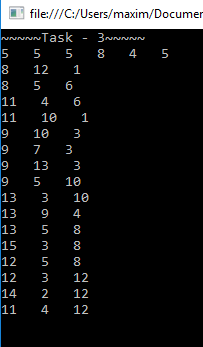 file:///C:/Users/maxim/Documen
~~~~~Task - 3~~~~~
5 5 5 8 4 5
8 12 1
8 5 6
11 4 6
11 10 1
9 10 3
9 7 3
9 13 3
9 5 10
13 3 10
13 9 4
13 5 8
15 3 8
12 5 8
12 3 12
14 2 12
11 4 12